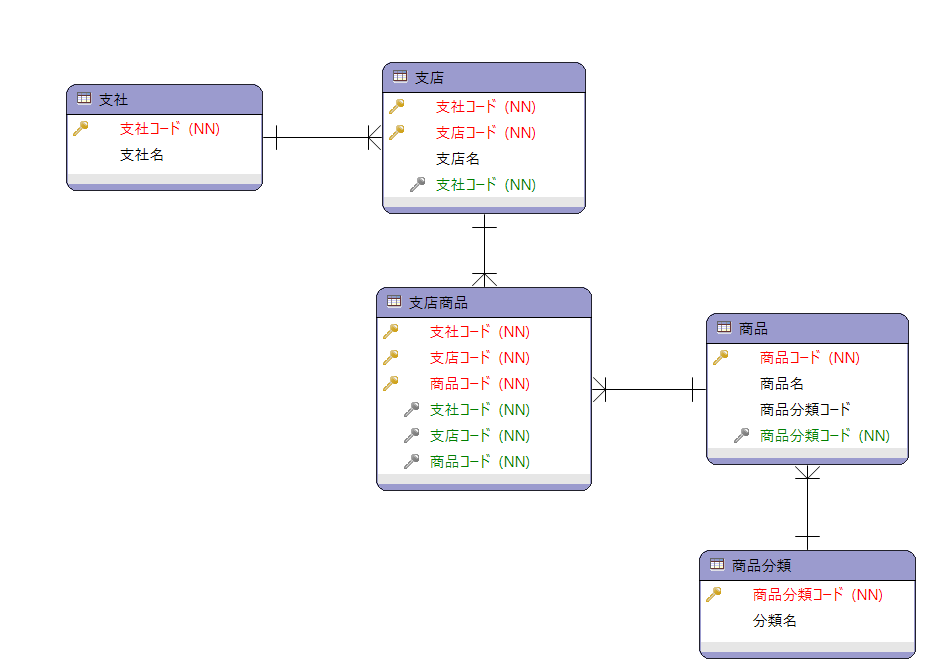 支社
支社コード (NN)
支社名
支店
支社コード (NN)
支店コード (NN)
支店名
支社コード (NN)
支店商品
支社コード (NN)
支店コード (NN)
商品コード (NN)
支社コード (NN)
支店コード (NN)
商品コード (NN)
商品
商品コード (NN)
商品名
商品分類コード
商品分類コード (NN)
商品分類
商品分類コード (NN)
分類名